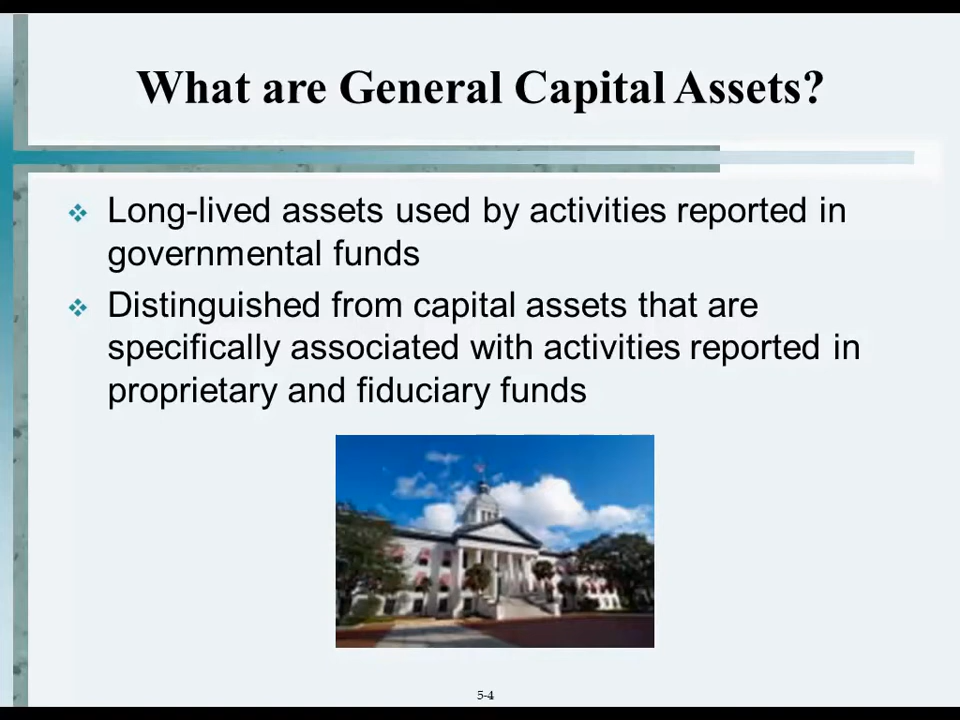 What are General Capital Assets?
Long-lived assets used by activities reported in
governmental funds
Distinguished from capital assets that are
specifically associated with activities reported in
proprietary and fiduciary funds
5-4